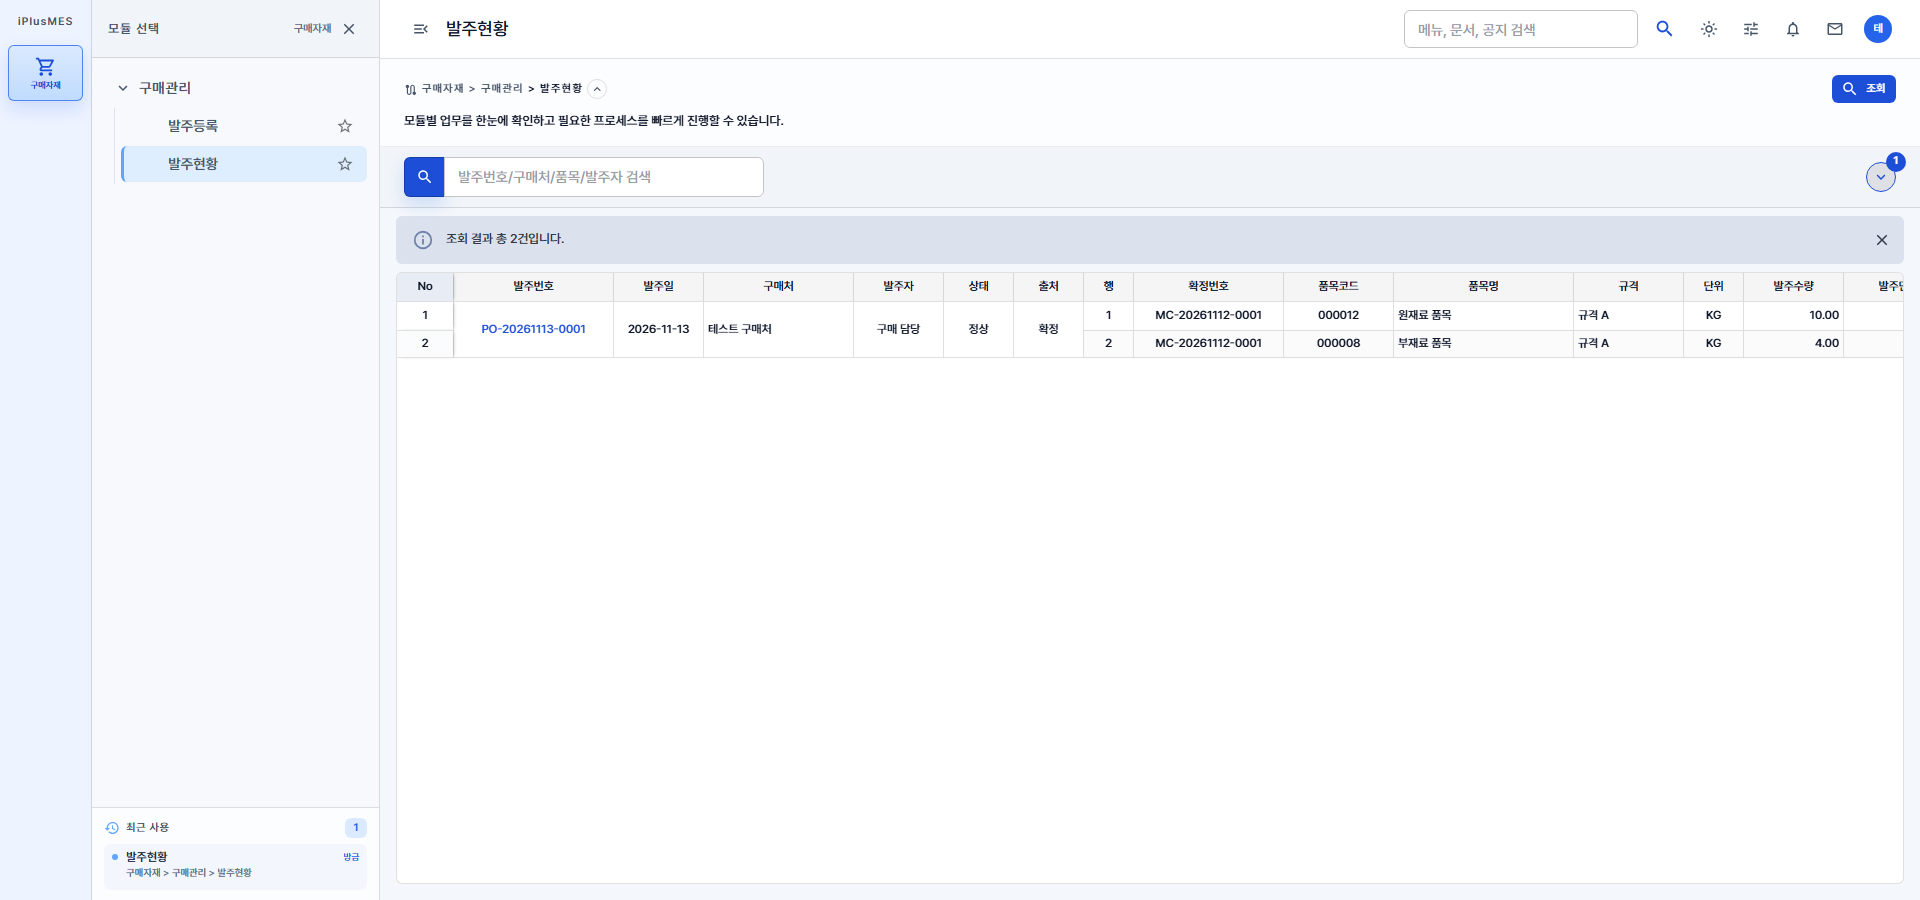 iPlusMES
구매자재
모듈 선택
구매자재
구매관리
발주등록
발주현황
최근 사용
1
발주현황
방금
구매자재 > 구매관리 > 발주현황
발주현황
메뉴, 문서, 공지 검색
테
구매자재 > 구매관리 > 발주현황
조회
모듈별 업무를 한눈에 확인하고 필요한 프로세스를 빠르게 진행할 수 있습니다.
발주번호/구매처/품목/발주자 검색
1
조회 결과 총 2건입니다.
No 발주번호 발주일 구매처 발주자 상태 출처 행 확정번호 품목코드 품목명 규격 단위 발주수량
1 PO-20261113-0001 2026-11-13 테스트 구매처 구매 담당 정상 확정 1 MC-20261112-0001 000012 원재료 품목 규격 A KG 10.00
2 2 MC-20261112-0001 000008 부재료 품목 규격 A KG 4.00